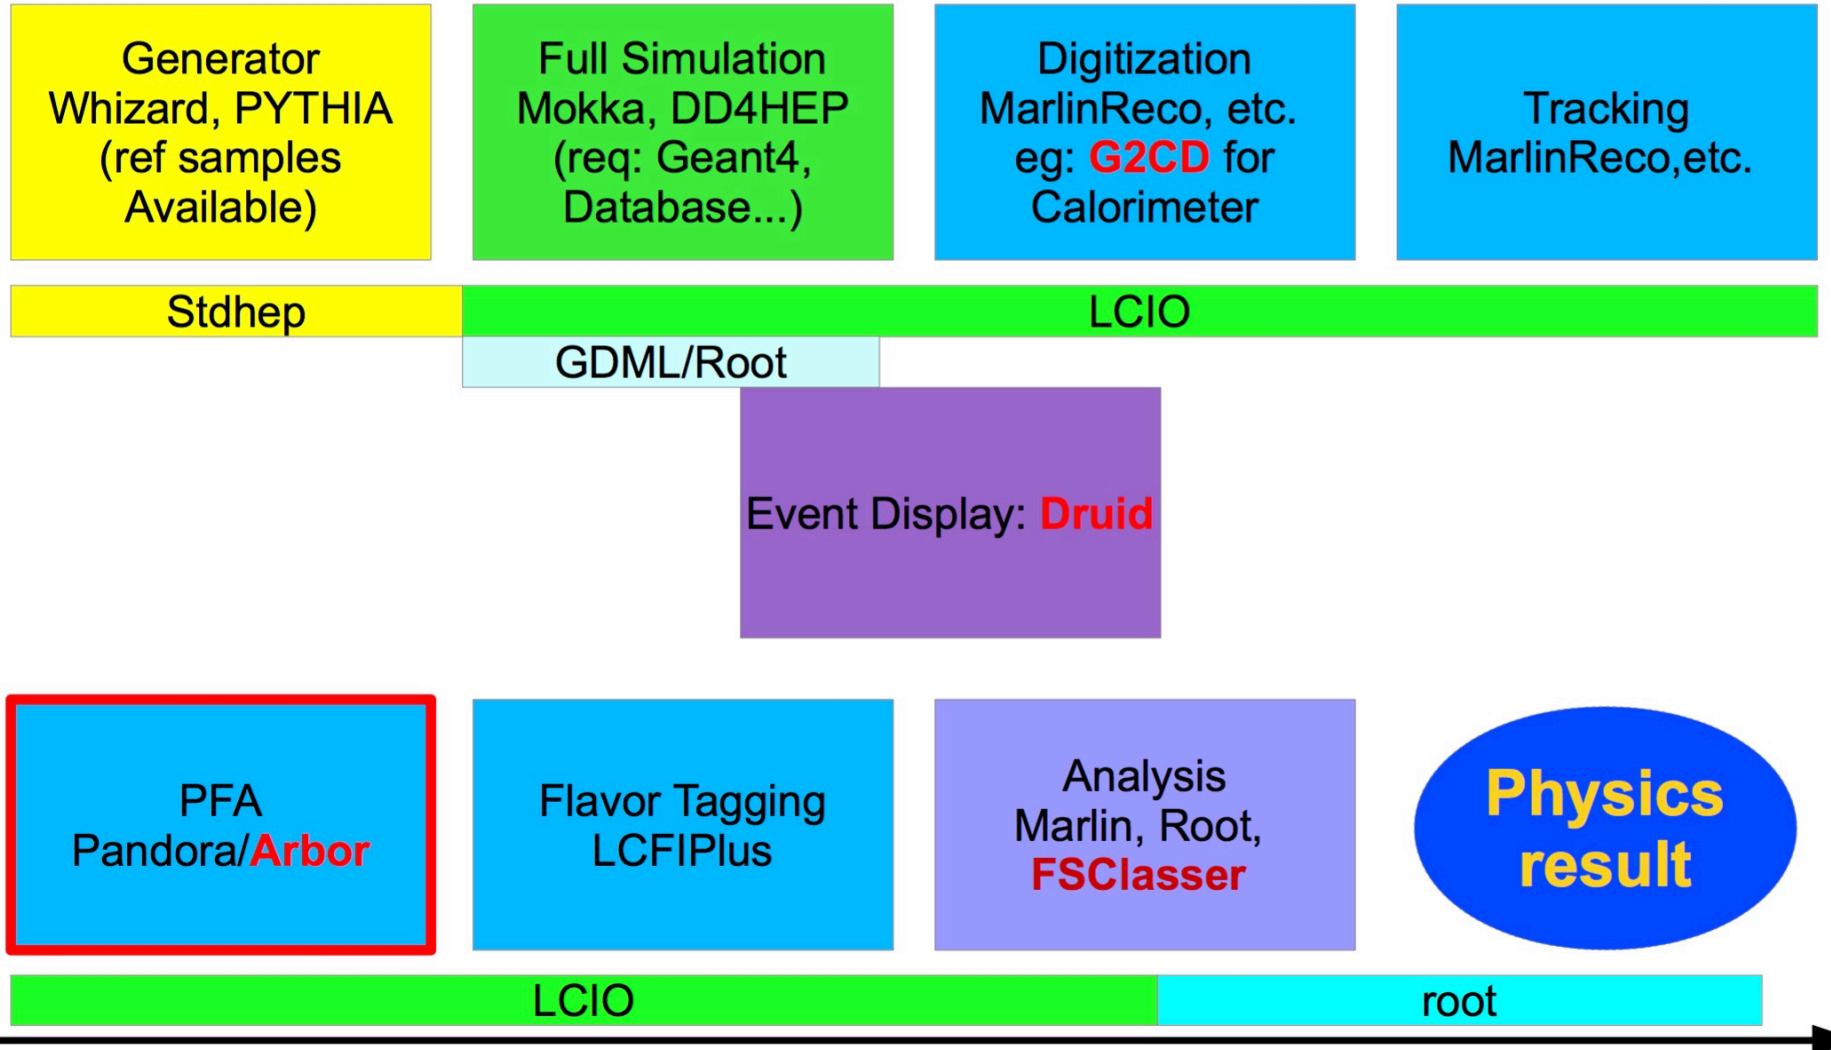 Generator
Whizard, PYTHIA
(ref samples
Available)
Full Simulation
Mokka, DD4HEP
(req: Geant4,
Database...)
Digitization
MarlinReco, etc.
eg: G2CD for
Calorimeter
Tracking
MarlinReco,etc.
Stdhep
LCIO
GDML/Root
Event Display: Druid
PFA
Pandora/Arbor
Flavor Tagging
LCFIPlus
Analysis
Marlin, Root,
FSClasser
Physics
result
LCIO
root